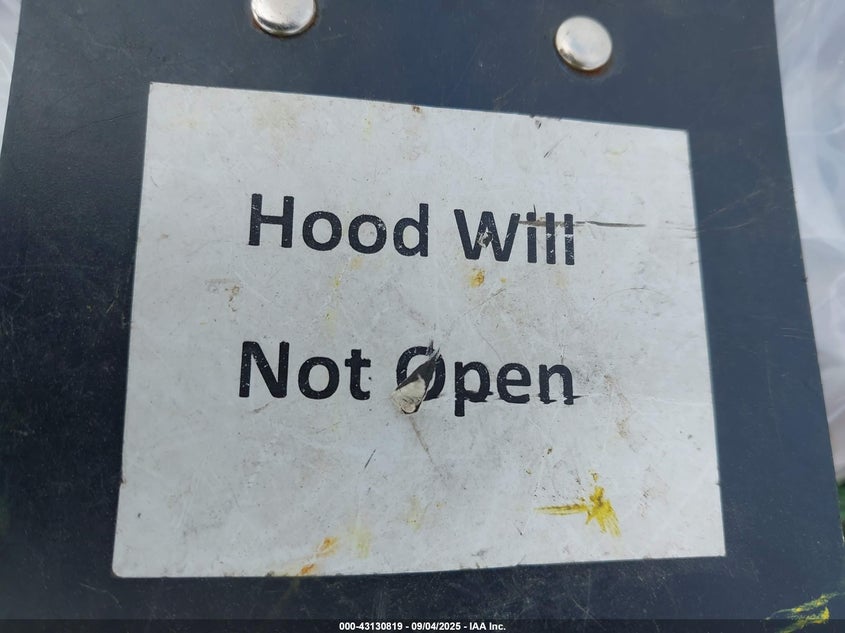 Hood Will
Not Open
000-43130819 - 09/04/2025 - IAA Inc.